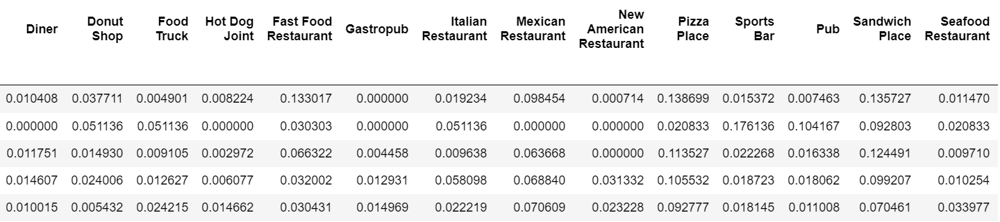 Diner Donut Shop Food Truck Hot Dog Joint Fast Food Restaurant Gastropub Italian Restaurant Mexican Restaurant New American Restaurant Pizza Place Sports Bar Pub Sandwich Place Seafood Restaurant
0.010408 0.037711 0.004901 0.008224 0.133017 0.000000 0.019234 0.098454 0.000714 0.138699 0.015372 0.007463 0.135727 0.011470
0.000000 0.051136 0.051136 0.000000 0.030303 0.000000 0.051136 0.000000 0.000000 0.020833 0.176136 0.104167 0.092803 0.020833
0.011751 0.014930 0.009105 0.002972 0.066322 0.004458 0.009638 0.063668 0.000000 0.113527 0.022268 0.016338 0.124491 0.009710
0.014607 0.024006 0.012627 0.006077 0.032002 0.012931 0.058098 0.068840 0.031332 0.105532 0.018723 0.018062 0.099207 0.010254
0.010015 0.005432 0.024215 0.014662 0.030431 0.014969 0.022219 0.070609 0.023228 0.092777 0.018145 0.011008 0.070461 0.033977